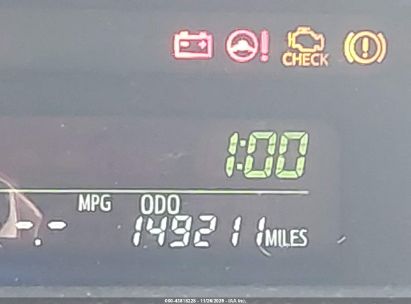 CHECK
1:00
MPG ODO
-.- 149211 MILES